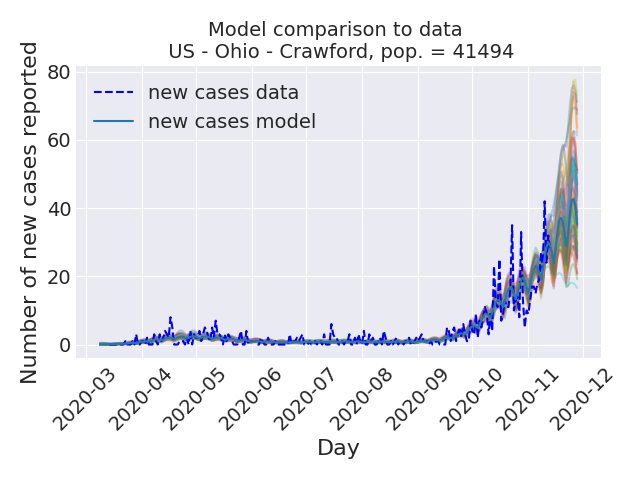 Model comparison to data
US - Ohio - Crawford, pop. = 41494
Number of new cases reported
80
60
40
20
0
new cases data
new cases model
2020-03
2020-04
2020-05
2020-06
2020-07
2020-08
2020-09
2020-10
2020-11
2020-12
Day